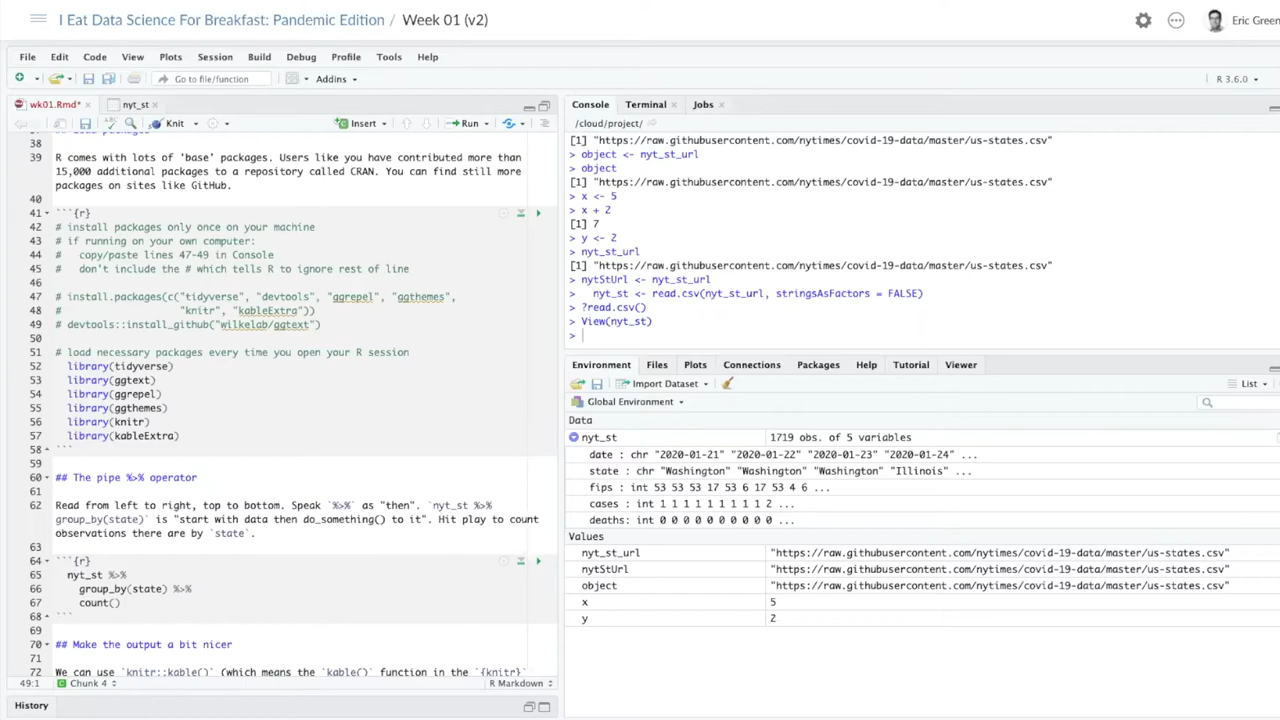 I Eat Data Science For Breakfast: Pandemic Edition / Week 01 (v2)
Eric Green
File Edit Code View Plots Session Build Debug Profile Tools Help
Go to file/function Addins R 3.6.0
wk01.Rmd* nyt_st
Knit Insert Run
38
39 R comes with lots of 'base' packages. Users like you have contributed more than
15,000 additional packages to a repository called CRAN. You can find still more
packages on sites like GitHub.
40
41 ```{r}
42 # install packages only once on your machine
43 # if running on your own computer:
44 #   copy/paste lines 47-49 in Console
45 #   don't include the # which tells R to ignore rest of line
46
47 # install.packages(c("tidyverse", "devtools", "ggrepel", "ggthemes",
48 #                    "knitr", "kableExtra"))
49 # devtools::install_github("wilkelab/ggtext")
50
51 # load necessary packages every time you open your R session
52 library(tidyverse)
53 library(ggtext)
54 library(ggrepel)
55 library(ggthemes)
56 library(knitr)
57 library(kableExtra)
58 ```
59
60 ## The pipe %>% operator
61
62 Read from left to right, top to bottom. Speak `%>%` as "then". `nyt_st %>%
group_by(state)` is "start with data then do_something() to it". Hit play to count
observations there are by `state`.
63
64 ```{r}
65 nyt_st %>%
66 group_by(state) %>%
67 count()
68 ```
69
70 ## Make the output a bit nicer
71
72 We can use `knitr::kable()` (which means the `kable()` function in the `{knitr}`
49:1 Chunk 4 R Markdown
History
Console Terminal Jobs
/cloud/project/
[1] "https://raw.githubusercontent.com/nytimes/covid-19-data/master/us-states.csv"
> object <- nyt_st_url
> object
[1] "https://raw.githubusercontent.com/nytimes/covid-19-data/master/us-states.csv"
> x <- 5
> x + 2
[1] 7
> y <- 2
> nyt_st_url
[1] "https://raw.githubusercontent.com/nytimes/covid-19-data/master/us-states.csv"
> nytStUrl <- nyt_st_url
>   nyt_st <- read.csv(nyt_st_url, stringsAsFactors = FALSE)
> ?read.csv()
> View(nyt_st)
>
Environment Files Plots Connections Packages Help Tutorial Viewer
Import Dataset List
Global Environment
Data
nyt_st 1719 obs. of 5 variables
date : chr "2020-01-21" "2020-01-22" "2020-01-23" "2020-01-24" ...
state : chr "Washington" "Washington" "Washington" "Illinois" ...
fips : int 53 53 53 17 53 6 17 53 4 6 ...
cases : int 1 1 1 1 1 1 1 1 1 2 ...
deaths: int 0 0 0 0 0 0 0 0 0 0 ...
Values
nyt_st_url "https://raw.githubusercontent.com/nytimes/covid-19-data/master/us-states.csv"
nytStUrl "https://raw.githubusercontent.com/nytimes/covid-19-data/master/us-states.csv"
object "https://raw.githubusercontent.com/nytimes/covid-19-data/master/us-states.csv"
x 5
y 2